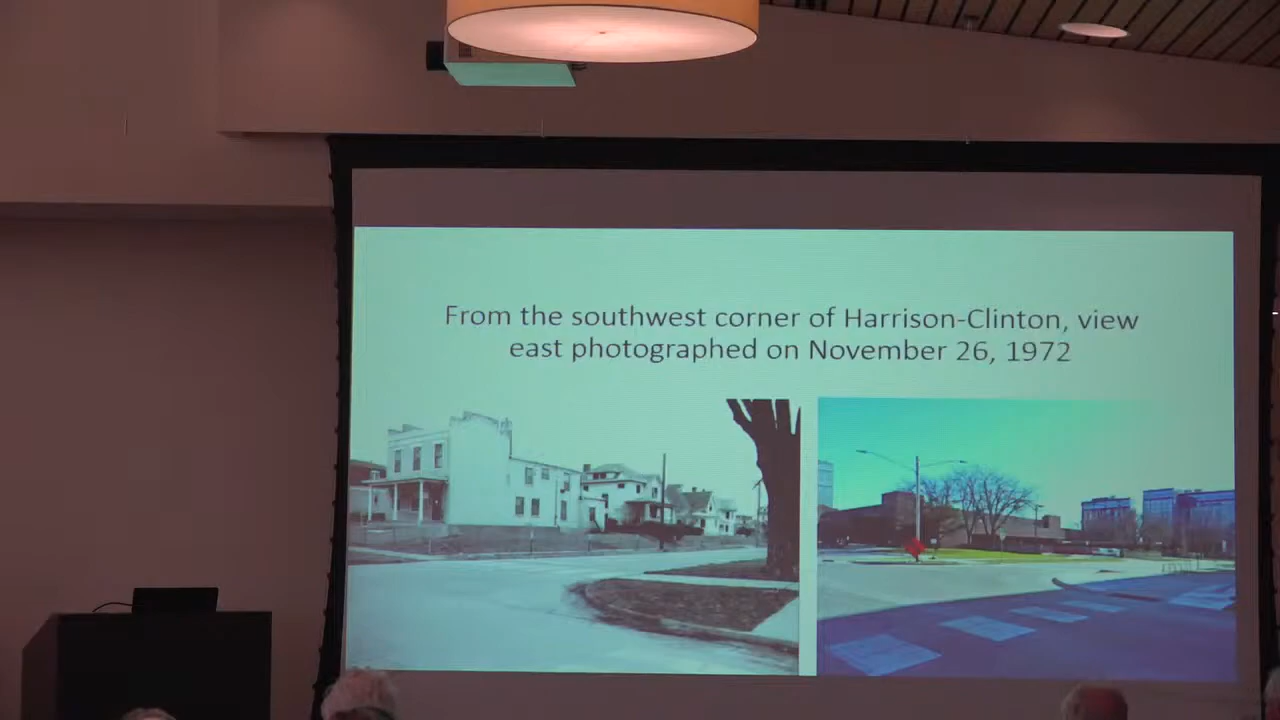 From the southwest corner of Harrison-Clinton, view
east photographed on November 26, 1972